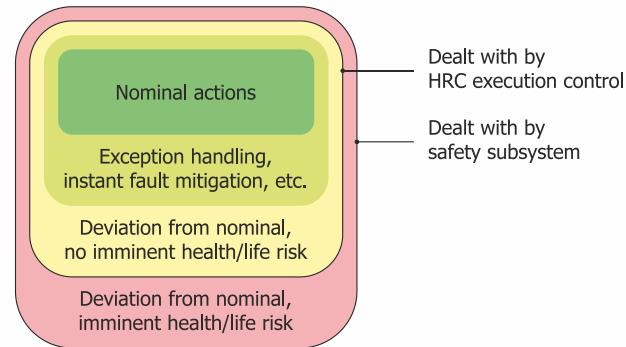 Nominal actions
Exception handling,
instant fault mitigation, etc.
Deviation from nominal,
no imminent health/life risk
Deviation from nominal,
imminent health/life risk
Dealt with by
HRC execution control
Dealt with by
safety subsystem